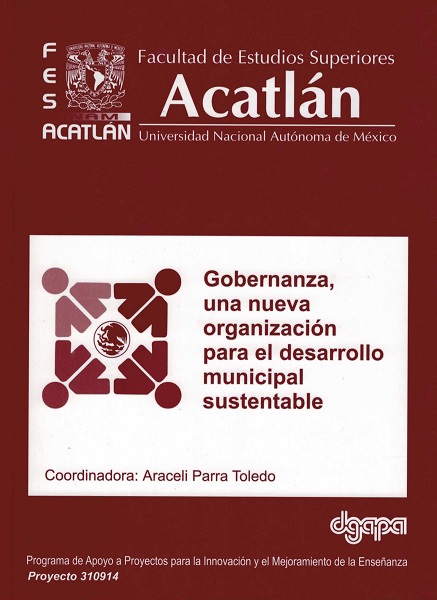 FES
UNAM
ACATLÁN
Facultad de Estudios Superiores
Acatlán
Universidad Nacional Autónoma de México
Gobernanza,
una nueva
organización
para el desarrollo
municipal
sustentable
Coordinadora: Araceli Parra Toledo
dgapa
Programa de Apoyo a Proyectos para la Innovación y el Mejoramiento de la Enseñanza
Proyecto 310914